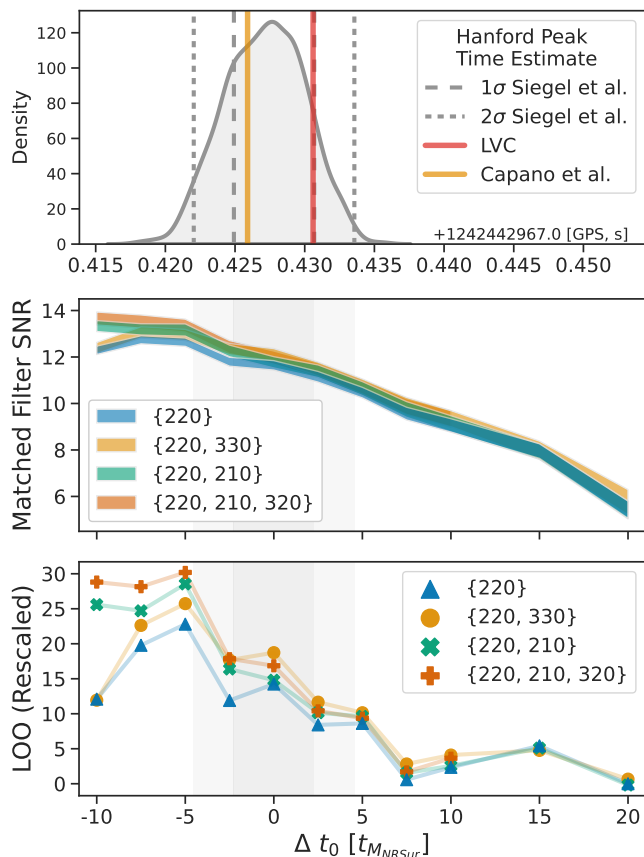 120
100
80
60
40
20
0
Density
Hanford Peak
Time Estimate
1σ Siegel et al.
2σ Siegel et al.
LVC
Capano et al.
+1242442967.0 [GPS, s]
0.415 0.420 0.425 0.430 0.435 0.440 0.445 0.450
14
12
10
8
6
Matched Filter SNR
{220}
{220, 330}
{220, 210}
{220, 210, 320}
30
25
20
15
10
5
0
LOO (Rescaled)
{220}
{220, 330}
{220, 210}
{220, 210, 320}
-10 -5 0 5 10 15 20
Δ t₀ [t_{M_{NRSur}}]